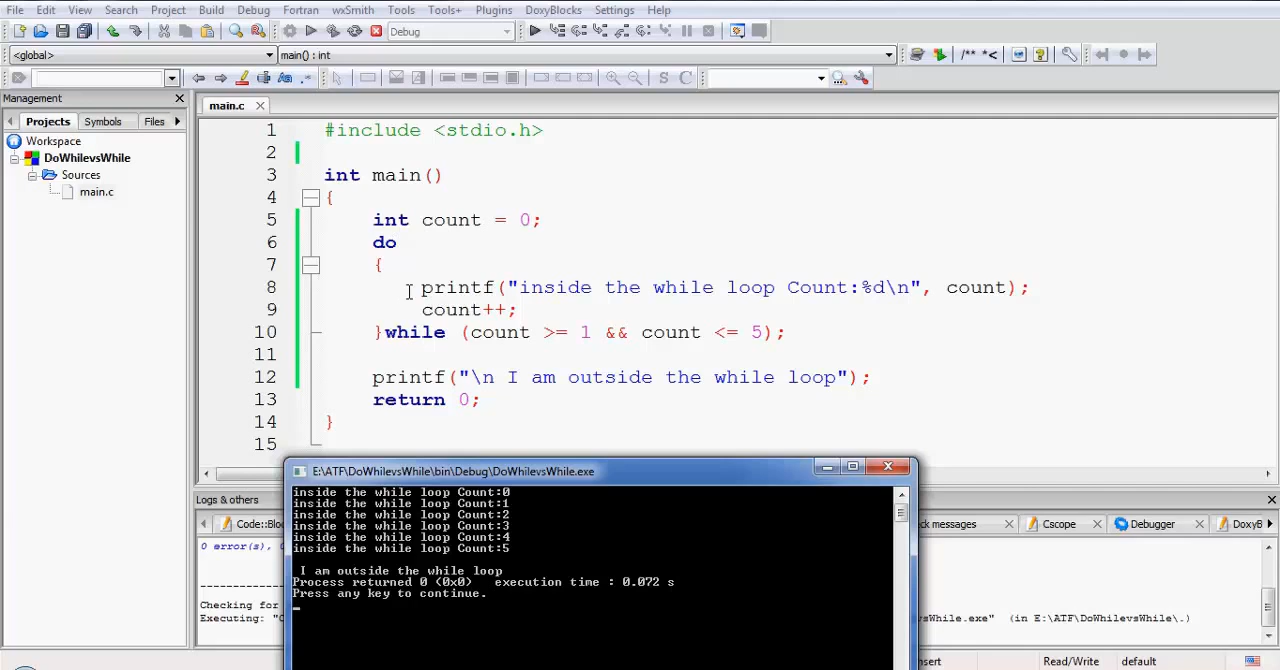 File Edit View Search Project Build Debug Fortran wxSmith Tools Tools+ Plugins DoxyBlocks Settings Help
Debug
<global> main() : int /** *<
Aa .* S C
Management
main.c
Projects Symbols Files
Workspace
DoWhilevsWhile
Sources
main.c
1 #include <stdio.h>
2
3 int main()
4 {
5 int count = 0;
6 do
7 {
8 printf("inside the while loop Count:%d\n", count);
9 count++;
10 }while (count >= 1 && count <= 5);
11
12 printf("\n I am outside the while loop");
13 return 0;
14 }
15
E:\ATF\DoWhilevsWhile\bin\Debug\DoWhilevsWhile.exe
inside the while loop Count:0
inside the while loop Count:1
inside the while loop Count:2
inside the while loop Count:3
inside the while loop Count:4
inside the while loop Count:5
I am outside the while loop
Process returned 0 (0x0) execution time : 0.072 s
Press any key to continue.
Logs & others
Code::Blo ck messages Cscope Debugger DoxyB
0 error(s),
Checking for
Executing: "C vsWhile.exe" (in E:\ATF\DoWhilevsWhile\.)
nsert Read/Write default